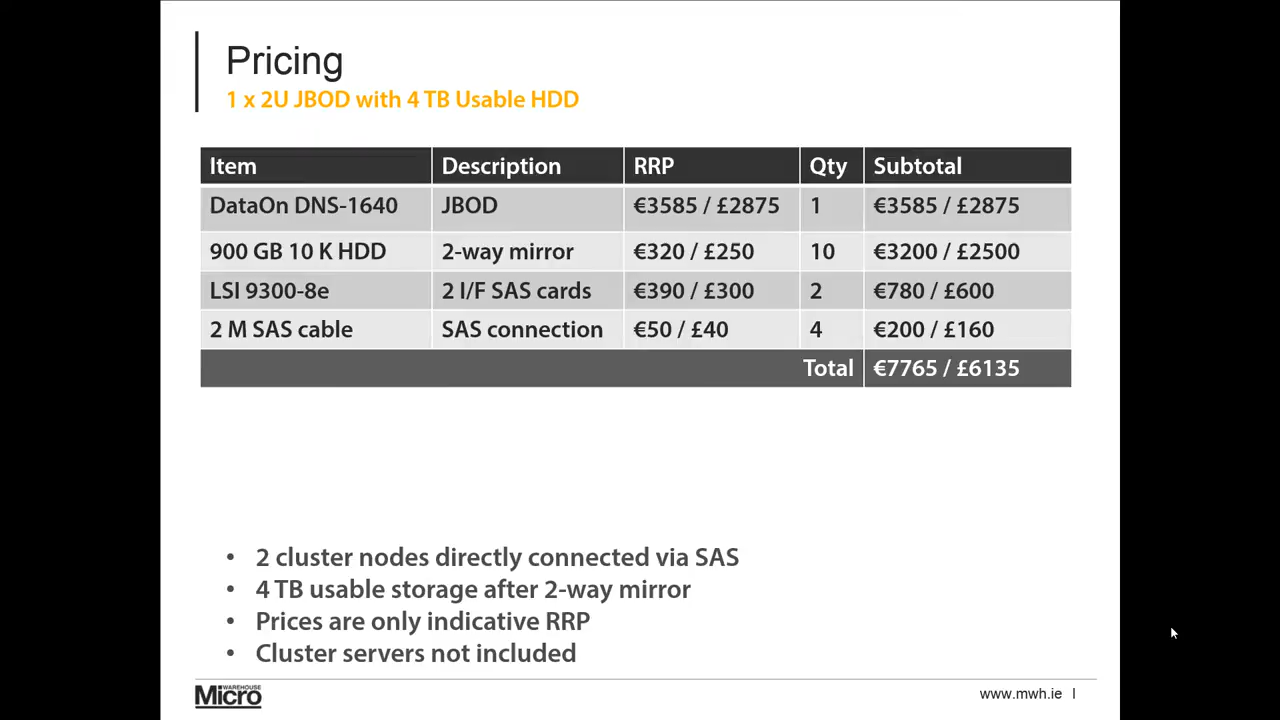 Pricing
1 x 2U JBOD with 4 TB Usable HDD
Item Description RRP Qty Subtotal
DataOn DNS-1640 JBOD €3585 / £2875 1 €3585 / £2875
900 GB 10 K HDD 2-way mirror €320 / £250 10 €3200 / £2500
LSI 9300-8e 2 I/F SAS cards €390 / £300 2 €780 / £600
2 M SAS cable SAS connection €50 / £40 4 €200 / £160
Total €7765 / £6135
• 2 cluster nodes directly connected via SAS
• 4 TB usable storage after 2-way mirror
• Prices are only indicative RRP
• Cluster servers not included
WAREHOUSE
Micro
www.mwh.ie I